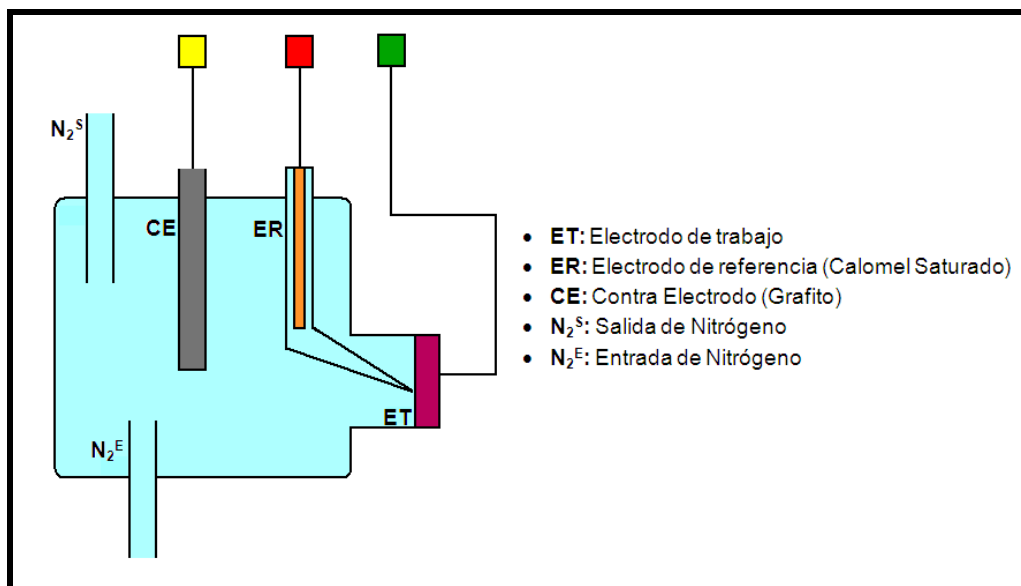 N₂ˢ
CE
ER
ET
N₂ᴱ
• ET: Electrodo de trabajo
• ER: Electrodo de referencia (Calomel Saturado)
• CE: Contra Electrodo (Grafito)
• N₂ˢ: Salida de Nitrógeno
• N₂ᴱ: Entrada de Nitrógeno